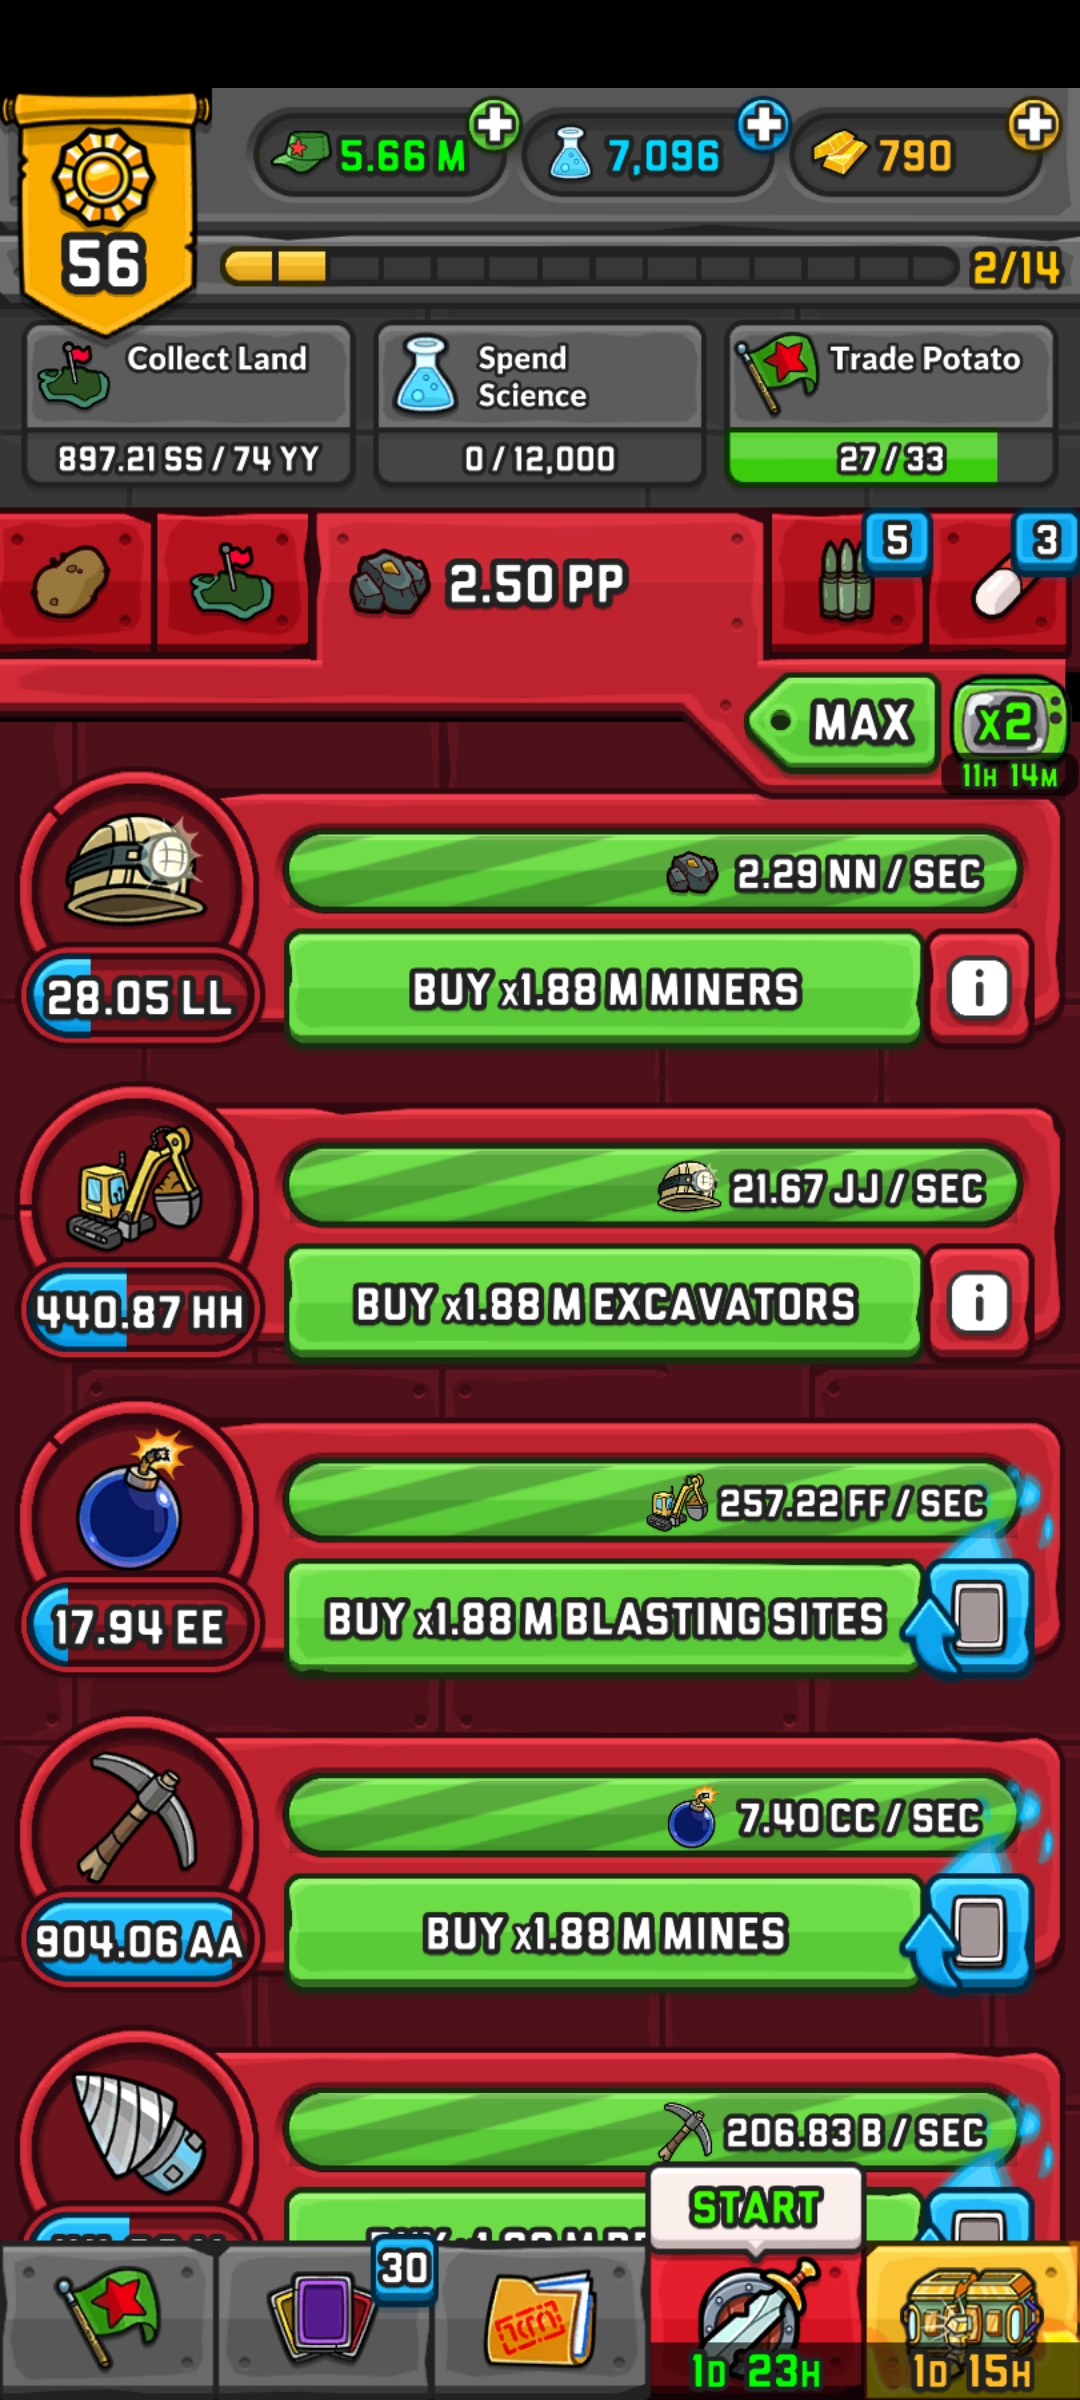 5.66 M
7,096
790
56
2/14
Collect Land
897.21 SS / 74 YY
Spend
Science
0 / 12,000
Trade Potato
27 / 33
2.50 PP
5
3
MAX
x2
11H 14M
2.29 NN / SEC
28.05 LL
BUY x1.88 M MINERS
i
21.67 JJ / SEC
440.87 HH
BUY x1.88 M EXCAVATORS
i
257.22 FF / SEC
17.94 EE
BUY x1.88 M BLASTING SITES
7.40 CC / SEC
904.06 AA
BUY x1.88 M MINES
206.83 B / SEC
START
30
1D 23H
1D 15H